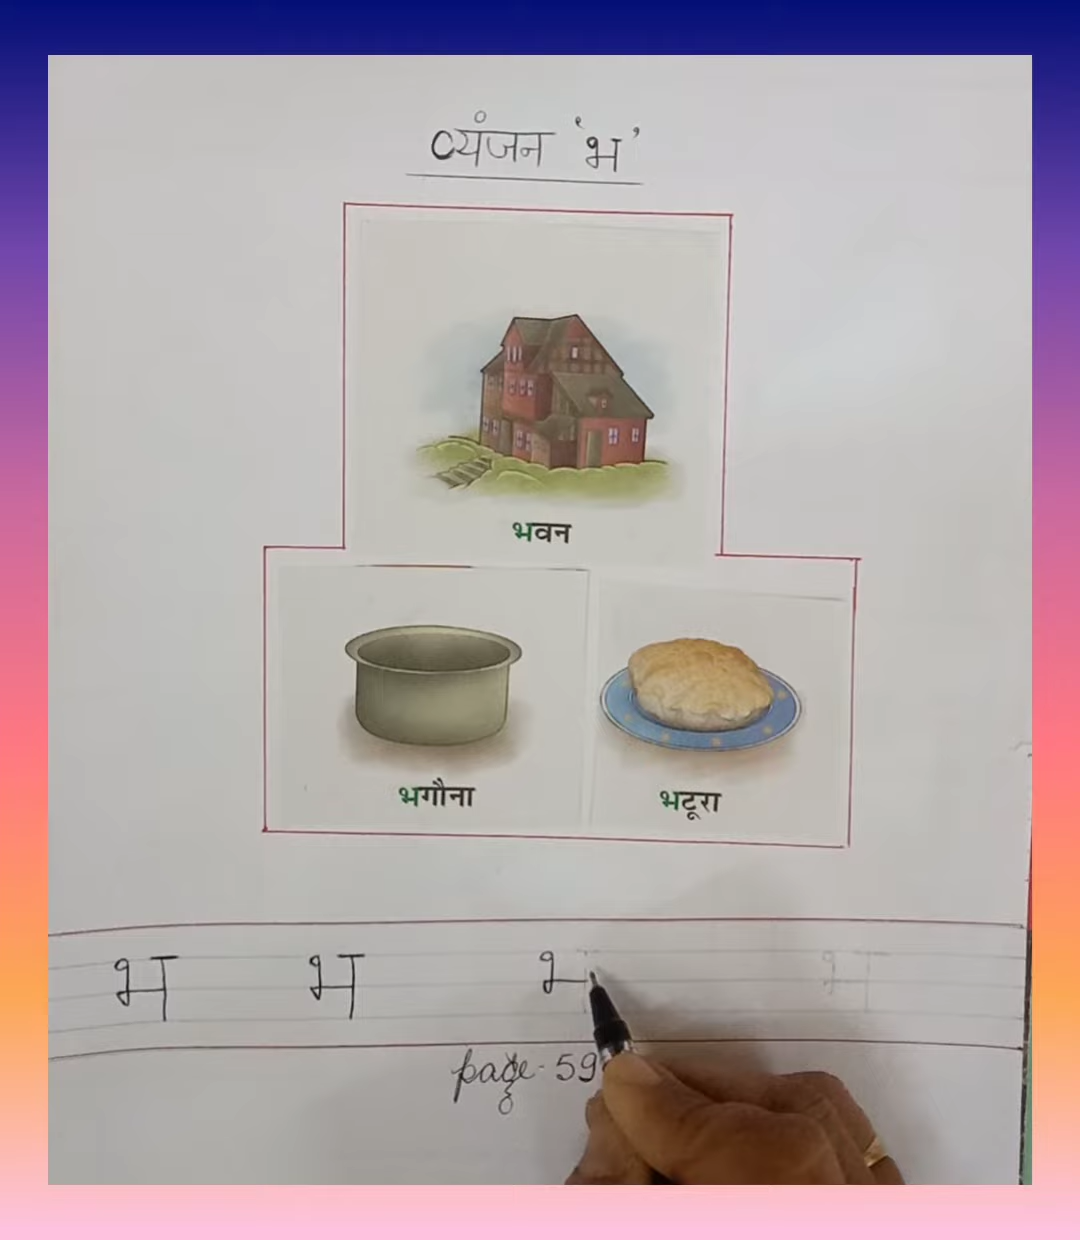 व्यंजन 'भ'
भवन
भगौना
भटूरा
भ भ
page-59